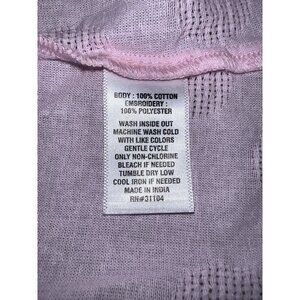 BODY : 100% COTTON
EMBROIDERY :
100% POLYESTER
WASH INSIDE OUT
MACHINE WASH COLD
WITH LIKE COLORS
GENTLE CYCLE
ONLY NON-CHLORINE
BLEACH IF NEEDED
TUMBLE DRY LOW
COOL IRON IF NEEDED
MADE IN INDIA
RN#31104